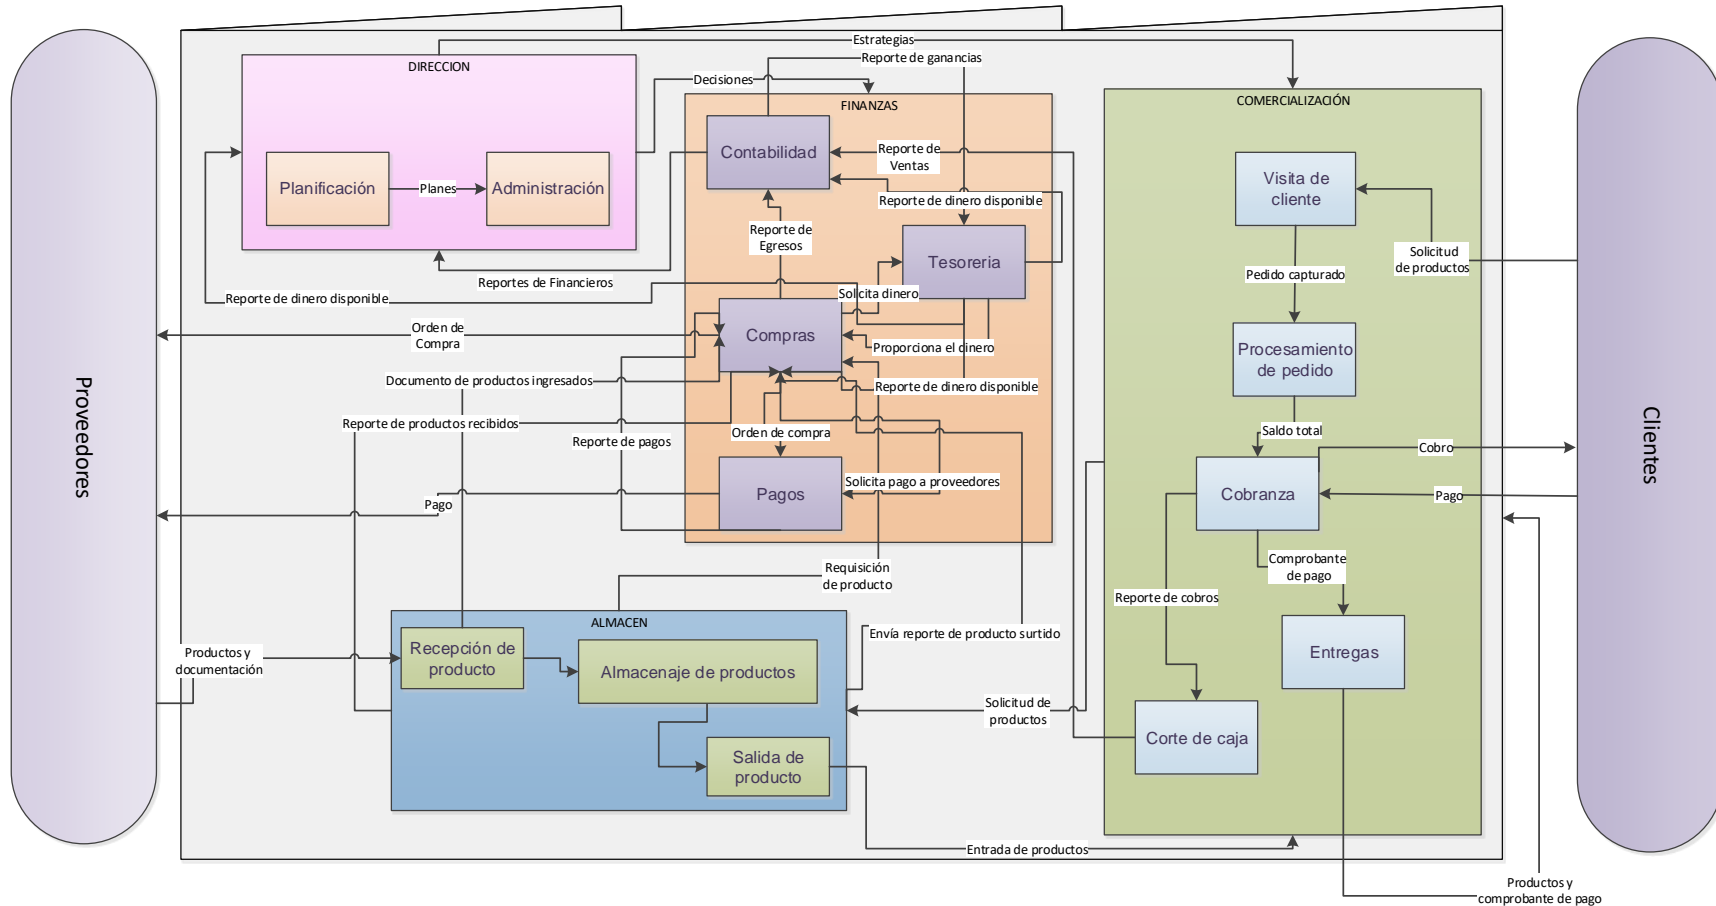 Estrategias
DIRECCION
Reporte de ganancias
Decisiones
FINANZAS
COMERCIALIZACIÓN
Contabilidad
Reporte de
Ventas
Planificación
Planes
Administración
Visita de
cliente
Reporte de dinero disponible
Reporte de
Egresos
Solicitud
de productos
Tesoreria
Pedido capturado
Reportes de Financieros
Reporte de dinero disponible
Solicita dinero
Orden de
Compra
Compras
Proporciona el dinero
Procesamiento
de pedido
Documento de productos ingresados
Reporte de dinero disponible
Reporte de productos recibidos
Reporte de pagos
Orden de compra
Saldo total
Cobro
Proveedores
Clientes
Pagos
Solicita pago a proveedores
Cobranza
Pago
Pago
Requisición
de producto
Comprobante
de pago
Reporte de cobros
ALMACEN
Envía reporte de producto surtido
Productos y
documentación
Recepción de
producto
Almacenaje de productos
Entregas
Solicitud de
productos
Corte de caja
Salida de
producto
Entrada de productos
Productos y
comprobante de pago